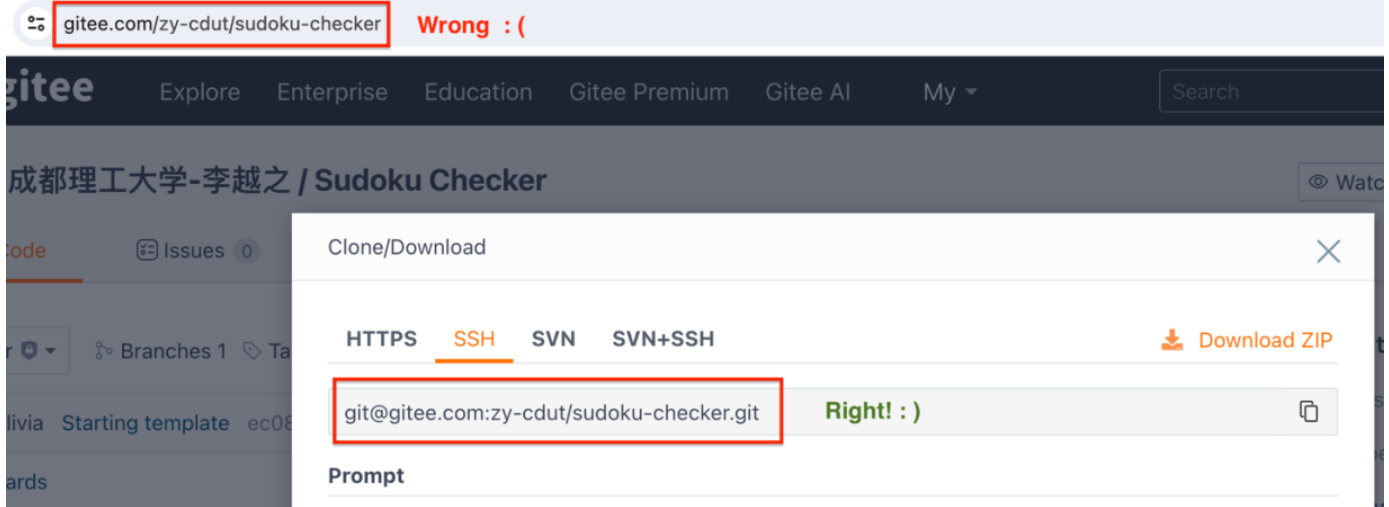 gitee.com/zy-cdut/sudoku-checker Wrong : (
gitee Explore Enterprise Education Gitee Premium Gitee AI My Search
成都理工大学-李越之 / Sudoku Checker Watc
Code Issues 0
Clone/Download
HTTPS SSH SVN SVN+SSH Download ZIP
r Branches 1 Ta
git@gitee.com:zy-cdut/sudoku-checker.git Right! : )
livia Starting template ec08
Prompt
ards